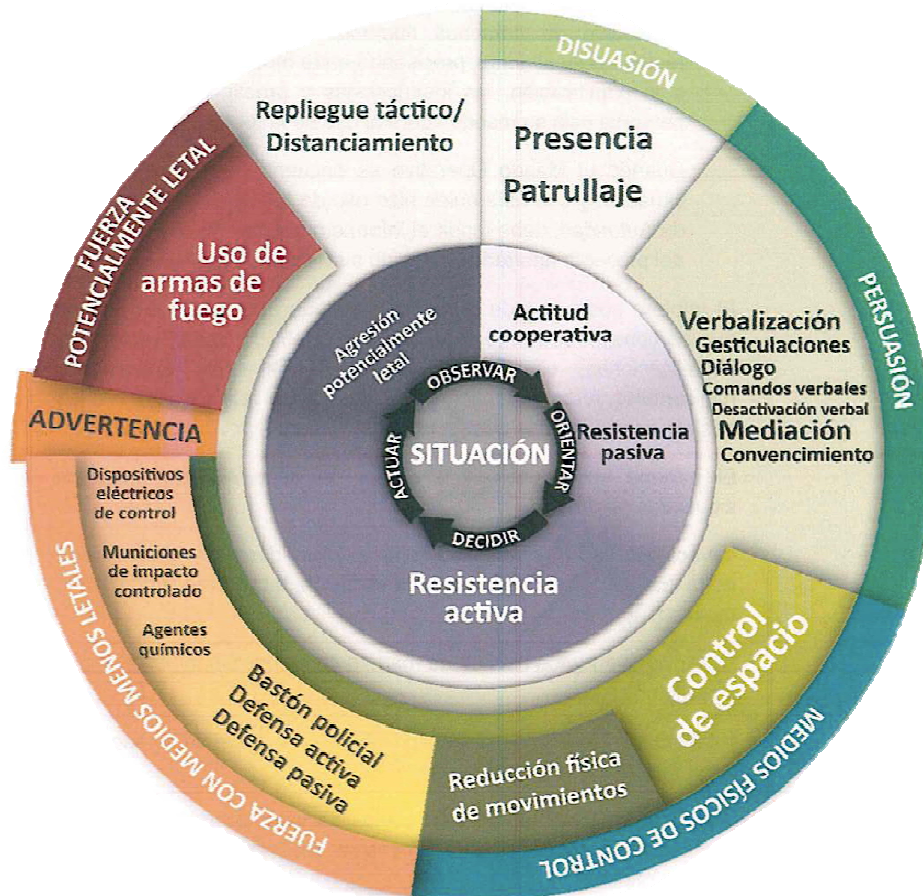 DISUASIÓN
Presencia
Patrullaje
PERSUASIÓN
Verbalización
Gesticulaciones
Diálogo
Comandos verbales
Desactivación verbal
Mediación
Convencimiento
MEDIOS FÍSICOS DE CONTROL
Control
de espacio
Reducción física
de movimientos
FUERZA CON MEDIOS MENOS LETALES
Bastón policial
Defensa activa
Defensa pasiva
Agentes
químicos
Municiones
de impacto
controlado
Dispositivos
eléctricos
de control
ADVERTENCIA
FUERZA
POTENCIALMENTE LETAL
Uso de
armas de
fuego
Repliegue táctico/
Distanciamiento
Actitud
cooperativa
Resistencia
pasiva
Resistencia
activa
Agresión
potencialmente
letal
OBSERVAR
ORIENTAR
DECIDIR
ACTUAR
SITUACIÓN